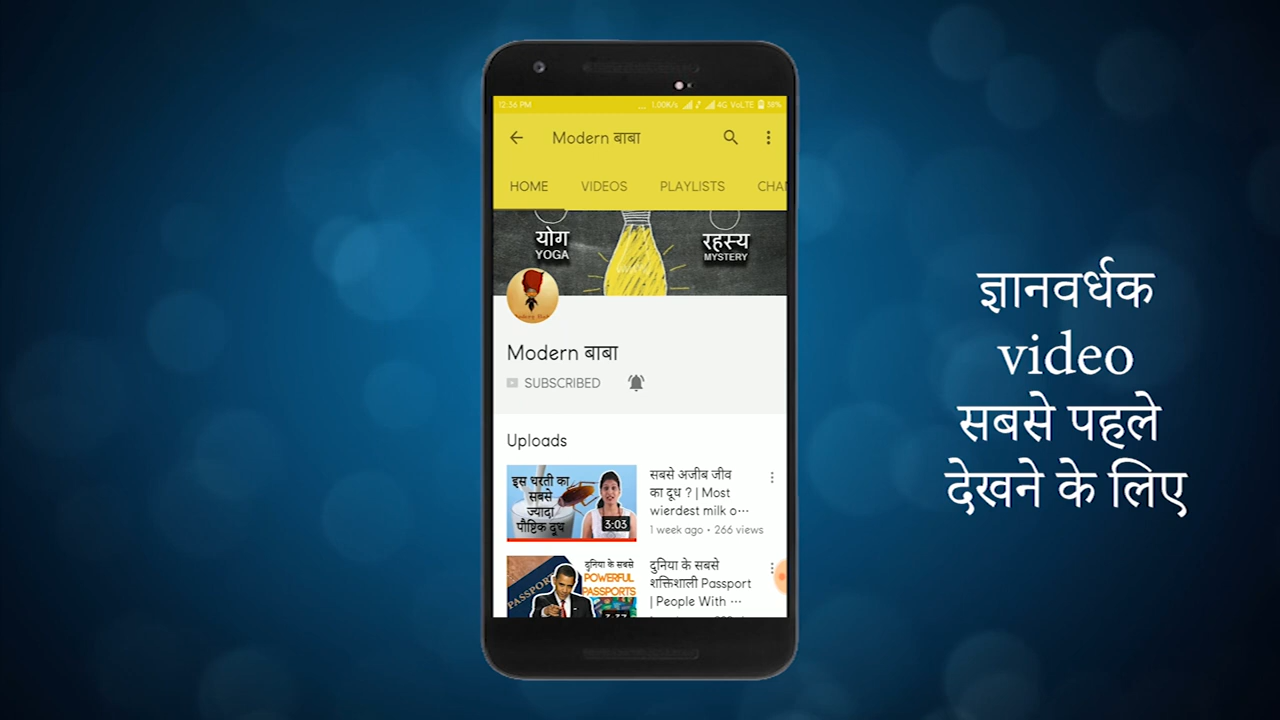 12:36 PM
... 1.00K/s 4G VoLTE 38%
Modern बाबा
HOME VIDEOS PLAYLISTS CHA
योग
YOGA
रहस्य
MYSTERY
Modern बाबा
SUBSCRIBED
Uploads
इस धरती का
सबसे
ज्यादा
पौष्टिक दूध
3:03
सबसे अजीब जीव
का दूध ? | Most
wierdest milk o...
1 week ago • 266 views
PASSPORT
दुनिया के सबसे
POWERFUL
PASSPORTS
दुनिया के सबसे
शक्तिशाली Passport
| People With ...
ज्ञानवर्धक
video
सबसे पहले
देखने के लिए